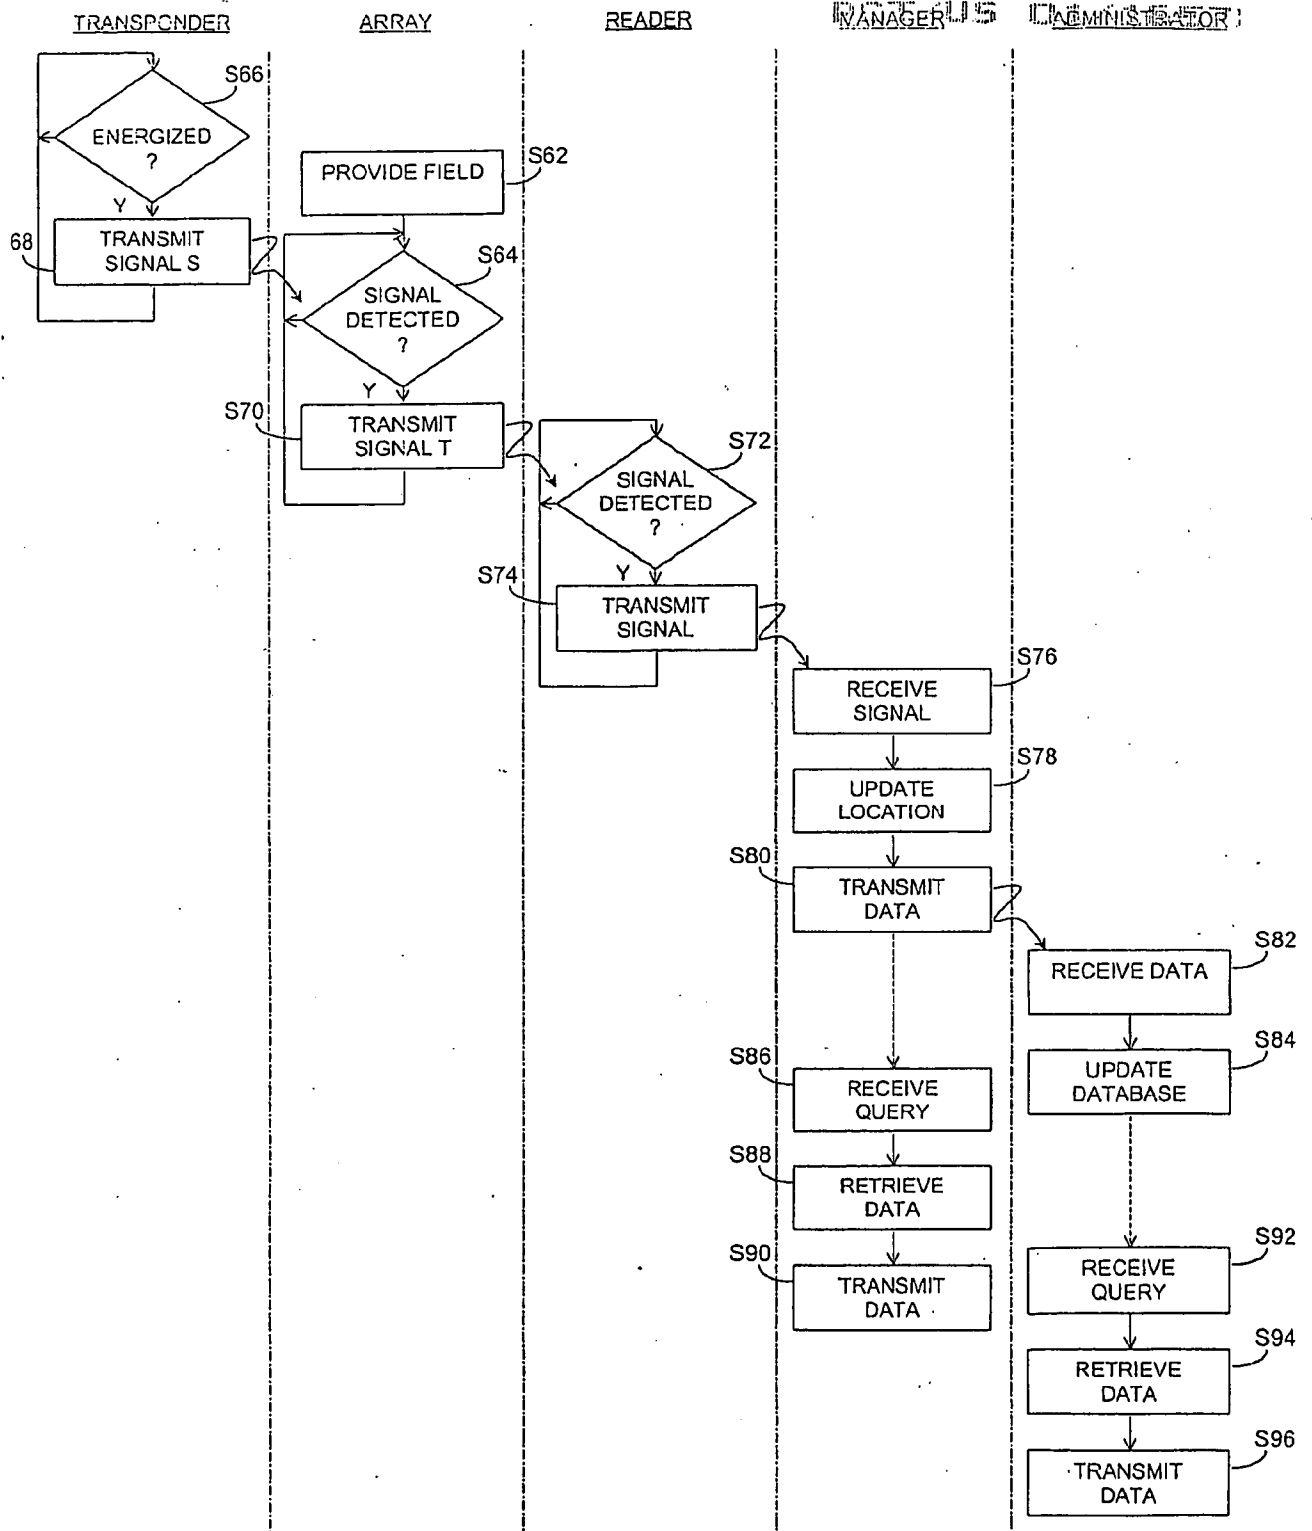 TRANSPONDER
ARRAY
READER
MANAGER
ADMINISTRATOR
S66
ENERGIZED
?
Y
68
TRANSMIT
SIGNAL S
PROVIDE FIELD
S62
S64
SIGNAL
DETECTED
?
Y
S70
TRANSMIT
SIGNAL T
S72
SIGNAL
DETECTED
?
Y
S74
TRANSMIT
SIGNAL
S76
RECEIVE
SIGNAL
S78
UPDATE
LOCATION
S80
TRANSMIT
DATA
S82
RECEIVE DATA
S84
UPDATE
DATABASE
S86
RECEIVE
QUERY
S88
RETRIEVE
DATA
S90
TRANSMIT
DATA
S92
RECEIVE
QUERY
S94
RETRIEVE
DATA
S96
TRANSMIT
DATA